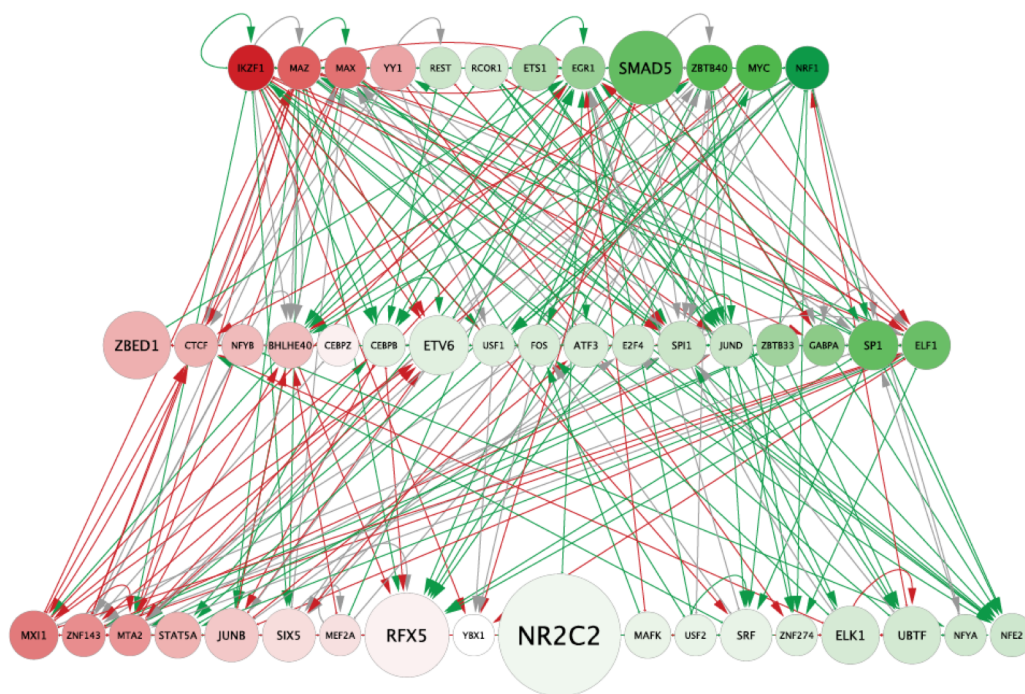 IKZF1 MAZ MAX YY1 REST RCOR1 ETS1 EGR1 SMAD5 ZBTB40 MYC NRF1
ZBED1 CTCF NFYB BHLHE40 CEBPZ CEBPB ETV6 USF1 FOS ATF3 E2F4 SPI1 JUND ZBTB33 GABPA SP1 ELF1
MXI1 ZNF143 MTA2 STAT5A JUNB SIX5 MEF2A RFX5 YBX1 NR2C2 MAFK USF2 SRF ZNF274 ELK1 UBTF NFYA NFE2